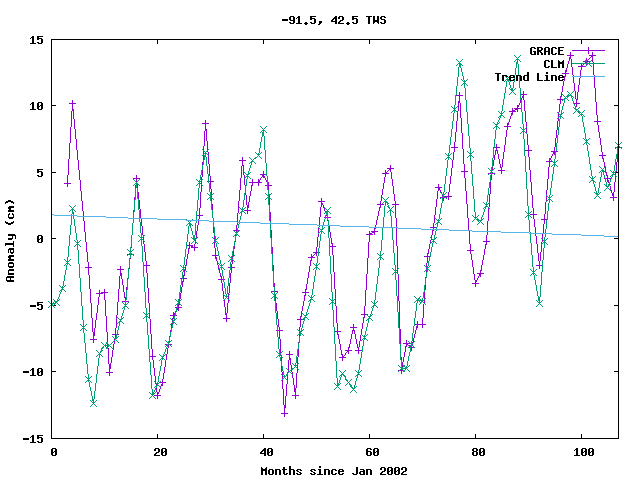 -91.5, 42.5 TWS
GRACE
CLM
Trend Line
15
10
5
0
-5
-10
-15
Anomaly (cm)
0 20 40 60 80 100
Months since Jan 2002